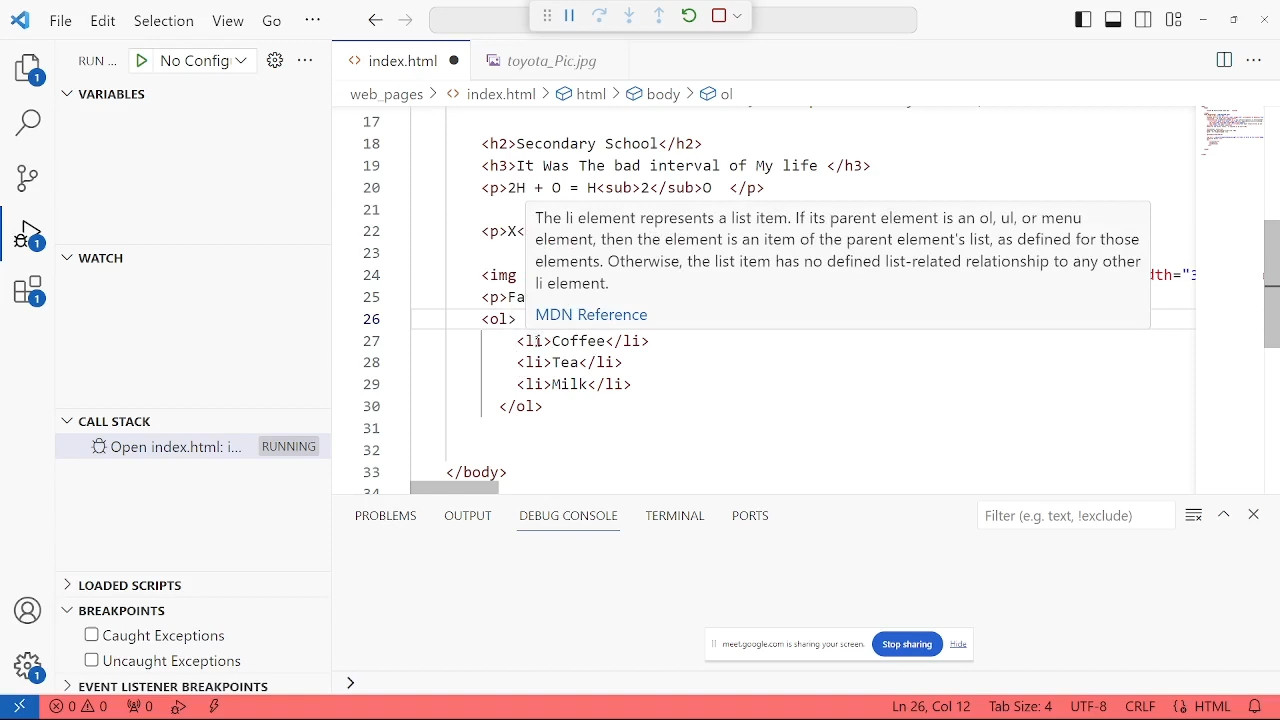 File Edit Selection View Go ...
RUN ... No Config ...
index.html toyota_Pic.jpg
web_pages > index.html > html > body > ol
VARIABLES
WATCH
CALL STACK
Open index.html: i... RUNNING
LOADED SCRIPTS
BREAKPOINTS
Caught Exceptions
Uncaught Exceptions
EVENT LISTENER BREAKPOINTS
1
1
1
1
17
18 <h2>Secondary School</h2>
19 <h3>It Was The bad interval of My life </h3>
20 <p>2H + O = H<sub>2</sub>O  </p>
21
22 <p>X<
23
24 <img dth="3
25 <p>Fa
26 <ol>
27 <li>Coffee</li>
28 <li>Tea</li>
29 <li>Milk</li>
30 </ol>
31
32
33 </body>
34
The li element represents a list item. If its parent element is an ol, ul, or menu
element, then the element is an item of the parent element's list, as defined for those
elements. Otherwise, the list item has no defined list-related relationship to any other
li element.
MDN Reference
PROBLEMS OUTPUT DEBUG CONSOLE TERMINAL PORTS Filter (e.g. text, !exclude)
meet.google.com is sharing your screen. Stop sharing Hide
0 0 0 Ln 26, Col 12 Tab Size: 4 UTF-8 CRLF HTML